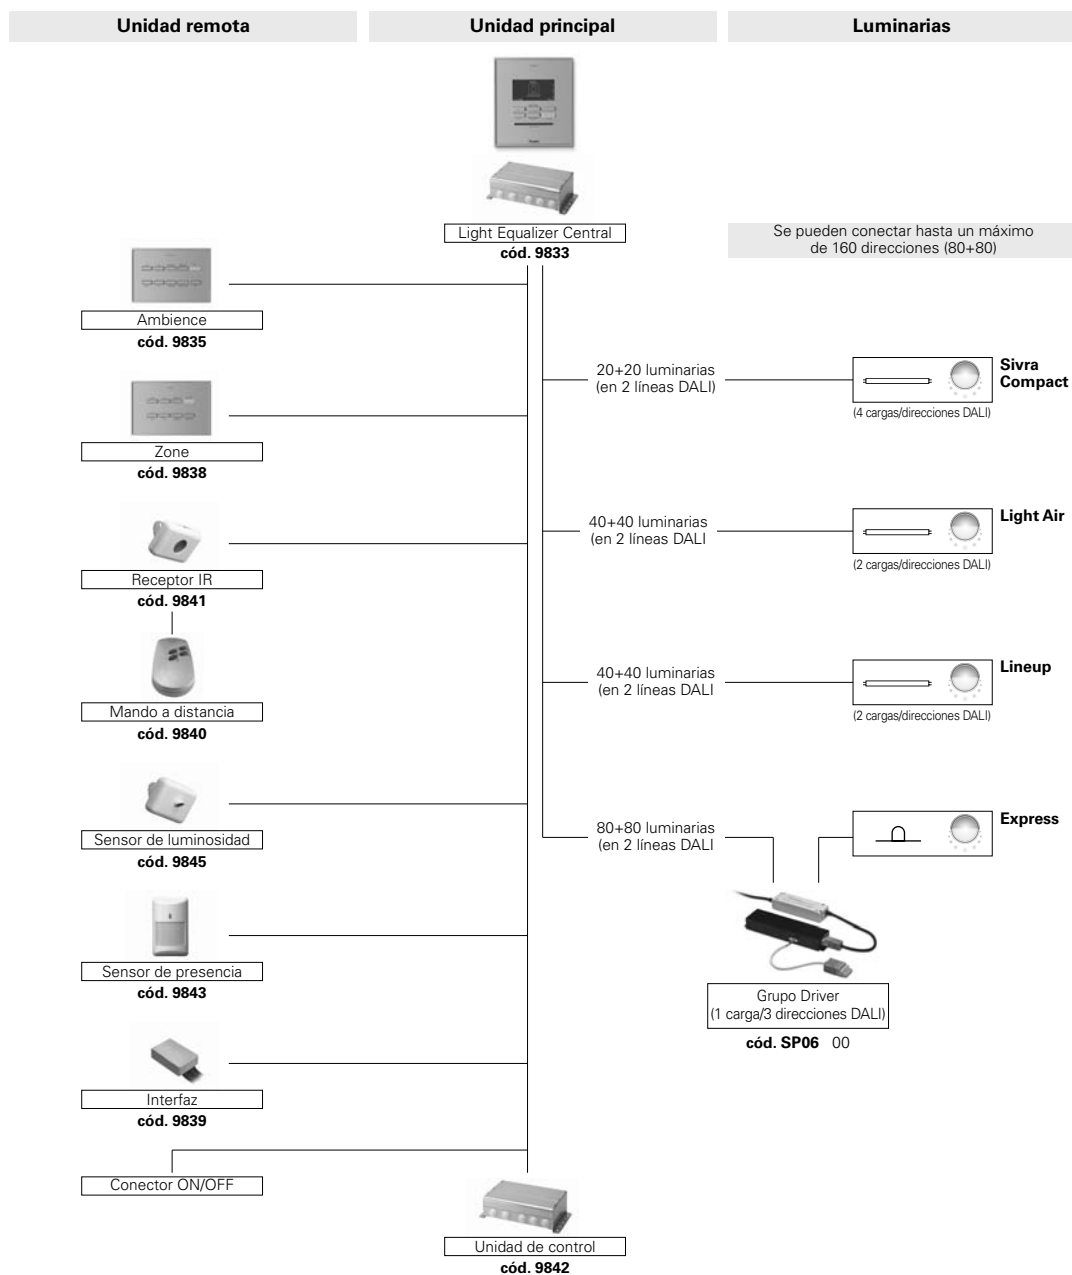 Unidad remota
Unidad principal
Luminarias
Light Equalizer Central
cód. 9833
Se pueden conectar hasta un máximo
de 160 direcciones (80+80)
Ambience
cód. 9835
Zone
cód. 9838
Receptor IR
cód. 9841
Mando a distancia
cód. 9840
Sensor de luminosidad
cód. 9845
Sensor de presencia
cód. 9843
Interfaz
cód. 9839
Conector ON/OFF
Unidad de control
cód. 9842
20+20 luminarias
(en 2 líneas DALI)
Sivra
Compact
(4 cargas/direcciones DALI)
40+40 luminarias
(en 2 líneas DALI
Light Air
(2 cargas/direcciones DALI)
40+40 luminarias
(en 2 líneas DALI
Lineup
(2 cargas/direcciones DALI)
80+80 luminarias
(en 2 líneas DALI
Express
Grupo Driver
(1 carga/3 direcciones DALI)
cód. SP06 00